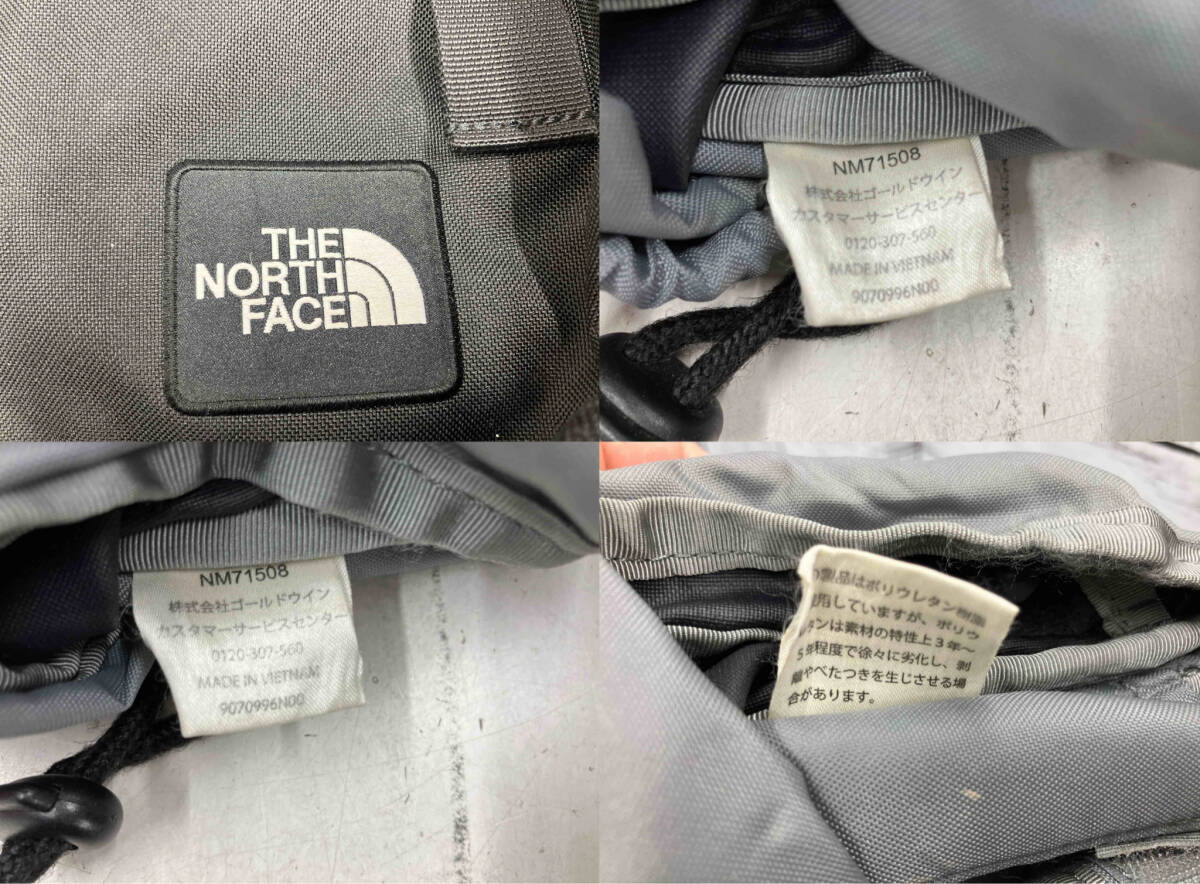 THE
NORTH
FACE
NM71508
株式会社ゴールドウイン
カスタマーサービスセンター
0120-307-560
MADE IN VIETNAM
9070996N00
NM71508
株式会社ゴールドウイン
カスタマーサービスセンター
0120-307-560
MADE IN VIETNAM
9070996N00
の製品はポリウレタン樹脂
用していますが、ポリウ
タンは素材の特性上3年～
5年程度で徐々に劣化し、剥
離やべたつきを生じさせる場
合があります。